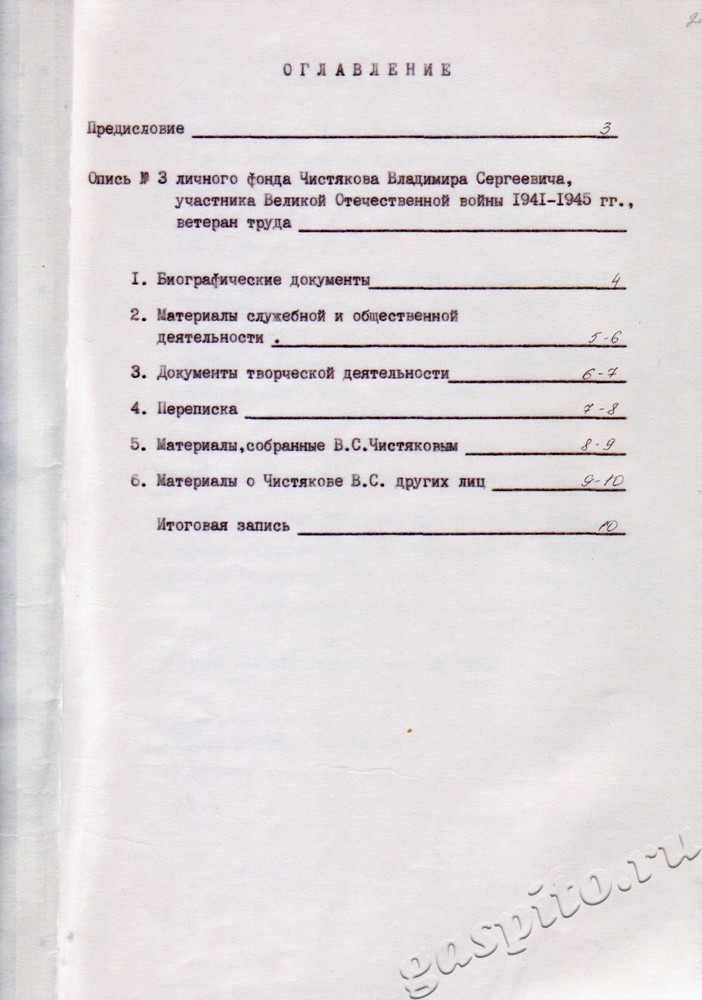 2
О Г Л А В Л Е Н И Е
Предисловие 3
Опись № 3 личного фонда Чистякова Владимира Сергеевича,
участника Великой Отечественной войны 1941-1945 гг.,
ветеран труда
1. Биографические документы 4
2. Материалы служебной и общественной
деятельности . 5-6
3. Документы творческой деятельности 6-7
4. Переписка 7-8
5. Материалы,собранные В.С.Чистяковым 8-9
6. Материалы о Чистякове В.С. других лиц 9-10
Итоговая запись 10
gaspito.ru